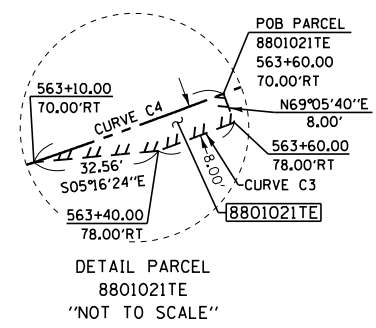 POB PARCEL
8801021TE
563+60.00
70.00'RT
563+10.00
70.00'RT
CURVE C4
N69°05'40"E
8.00'
32.56'
S05°16'24"E
8.00'
563+60.00
78.00'RT
CURVE C3
563+40.00
78.00'RT
8801021TE
DETAIL PARCEL
8801021TE
"NOT TO SCALE"